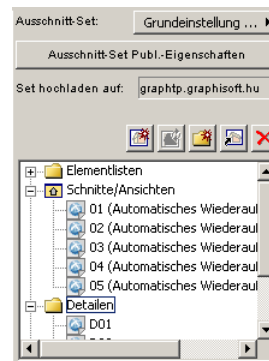 Ausschnitt-Set: Grundeinstellung ...
Ausschnitt-Set Publ.-Eigenschaften
Set hochladen auf: graphtp.graphisoft.hu
Elementlisten
Schnitte/Ansichten
01 (Automatisches Wiederaul
02 (Automatisches Wiederaul
03 (Automatisches Wiederaul
04 (Automatisches Wiederaul
05 (Automatisches Wiederaul
Detailen
D01